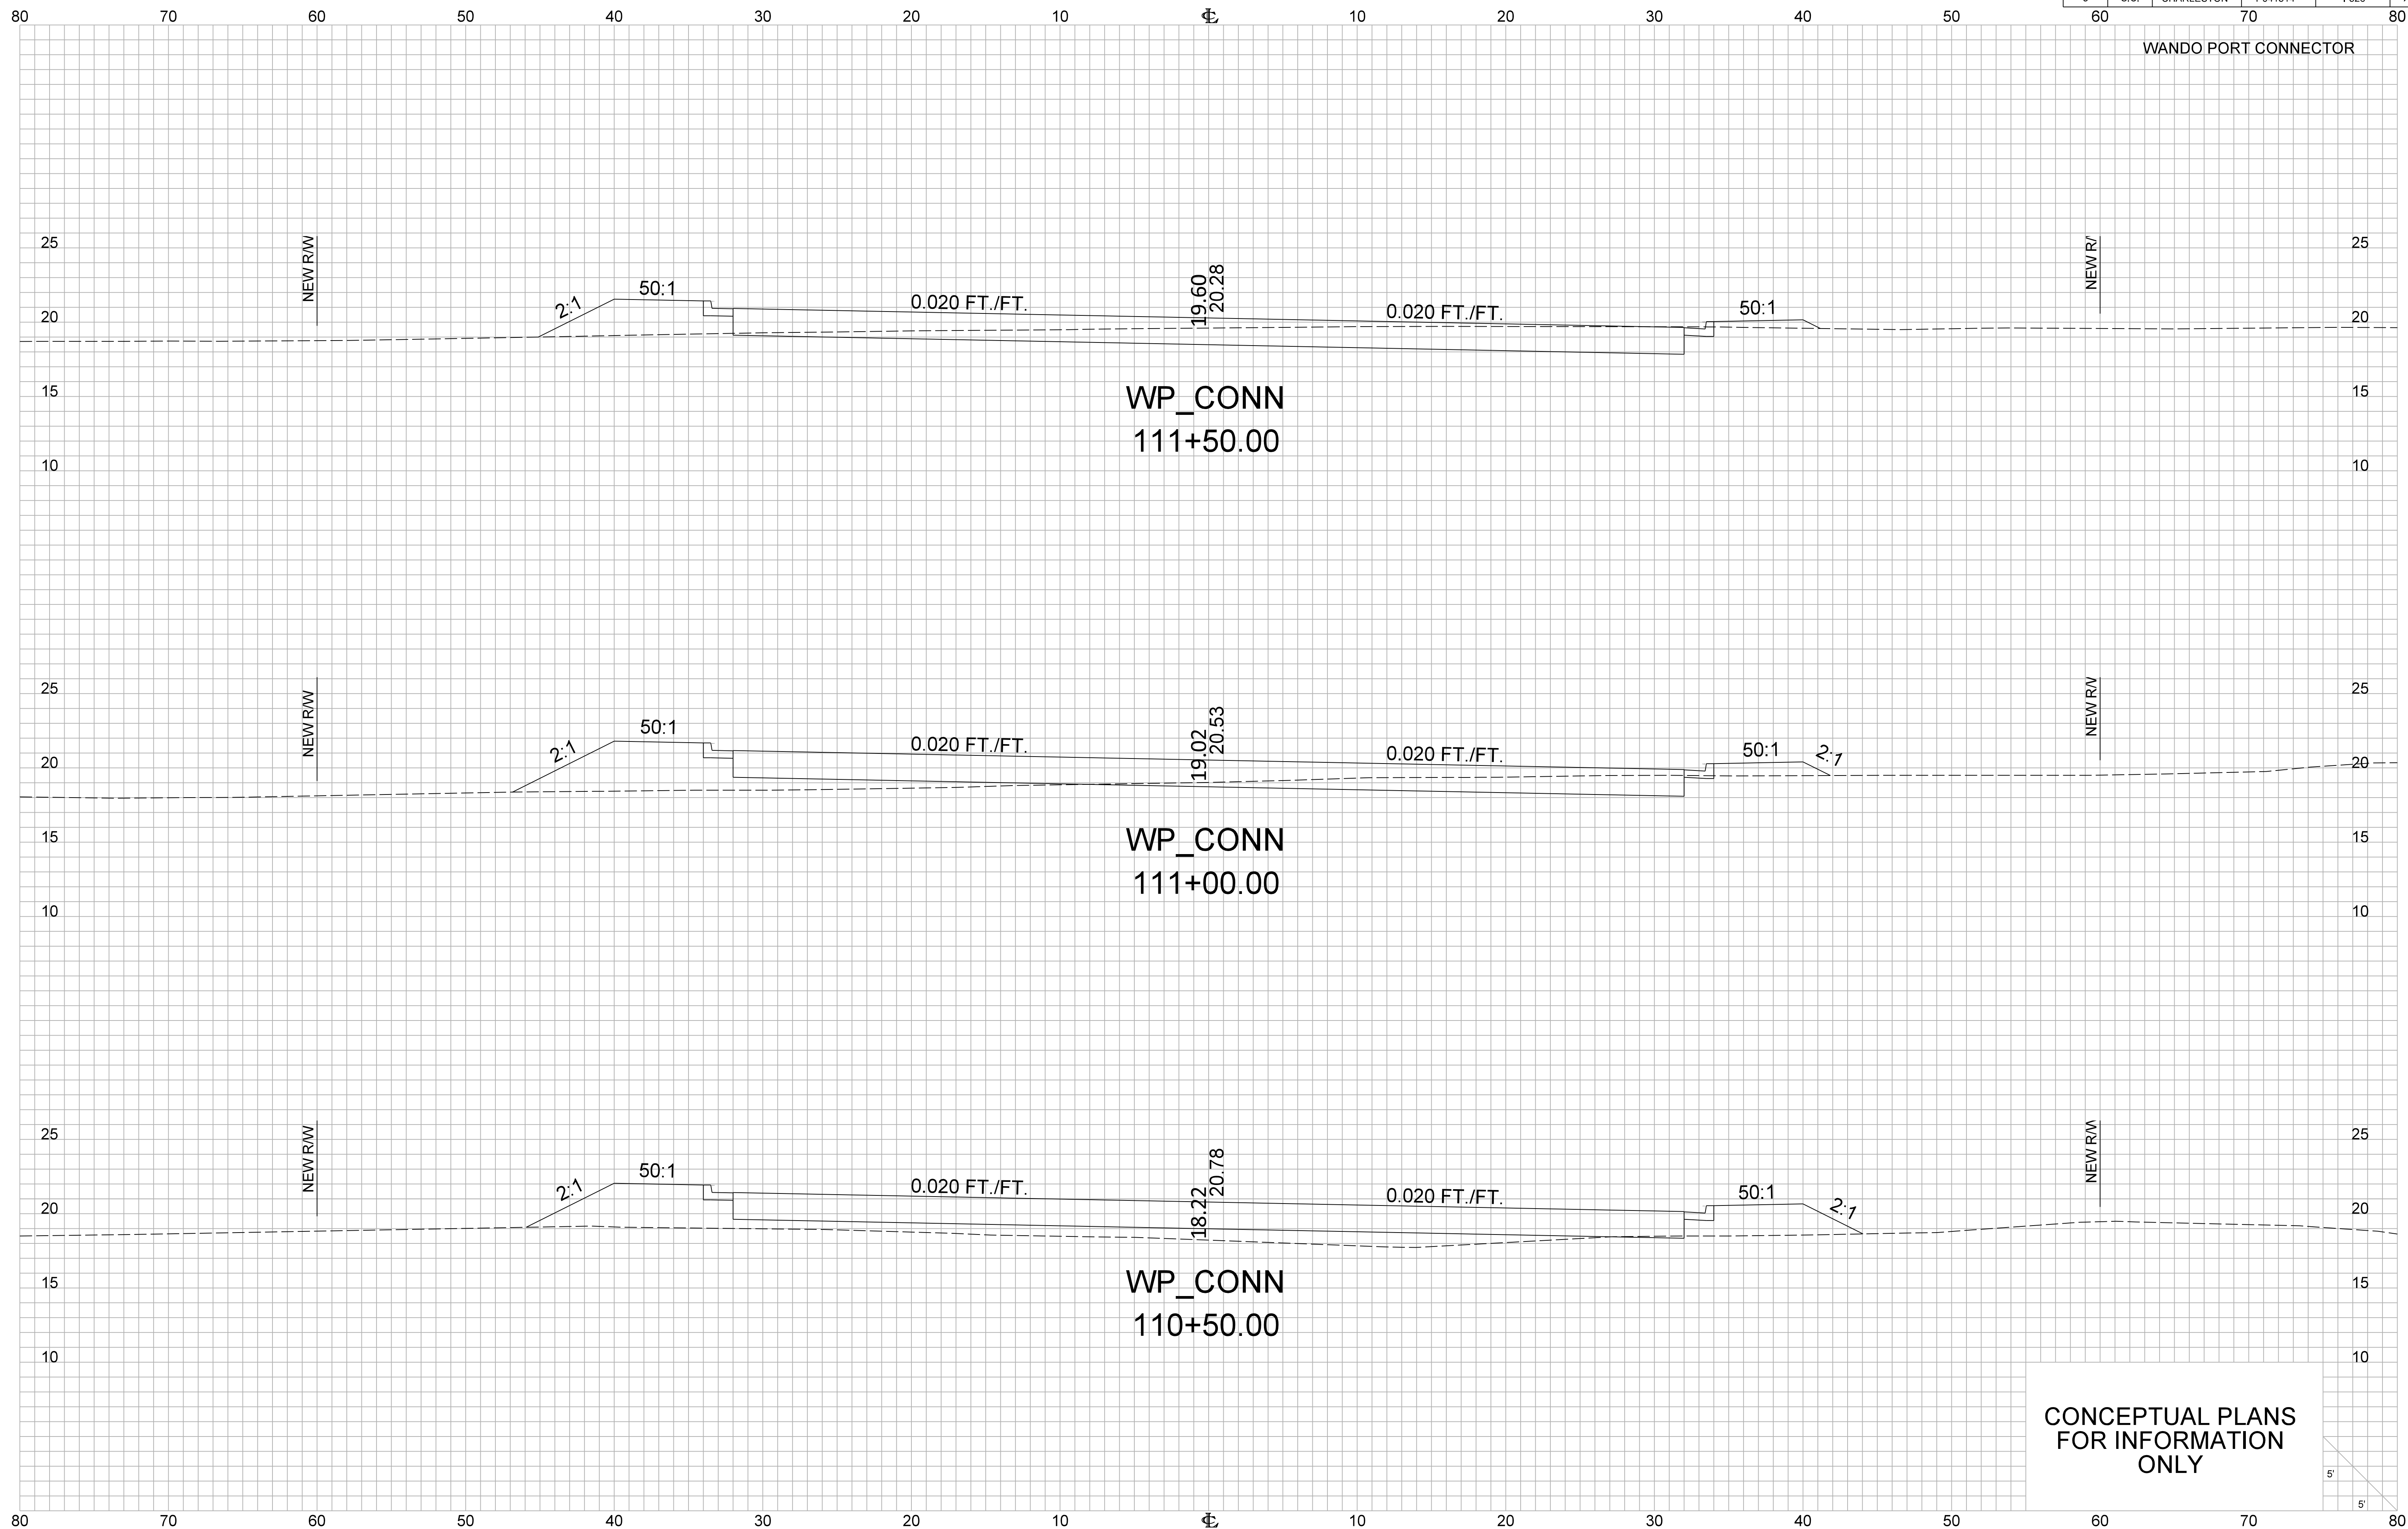 80 70 60 50 40 30 20 10 ℄ 10 20 30 40 50 60 70 80
WANDO PORT CONNECTOR
25 NEW R/W 2:1 50:1 0.020 FT./FT. 19.60 20.28 0.020 FT./FT. 50:1 NEW R/ 25
20 20
15 15
WP_CONN
111+50.00
10 10
25 NEW R/W 2:1 50:1 0.020 FT./FT. 19.02 20.53 0.020 FT./FT. 50:1 2:1 NEW R/W 25
20 20
15 15
WP_CONN
111+00.00
10 10
25 NEW R/W 2:1 50:1 0.020 FT./FT. 18.22 20.78 0.020 FT./FT. 50:1 2:1 NEW R/W 25
20 20
15 15
WP_CONN
110+50.00
10 10
CONCEPTUAL PLANS
FOR INFORMATION
ONLY
5'
5'
80 70 60 50 40 30 20 10 ℄ 10 20 30 40 50 60 70 80